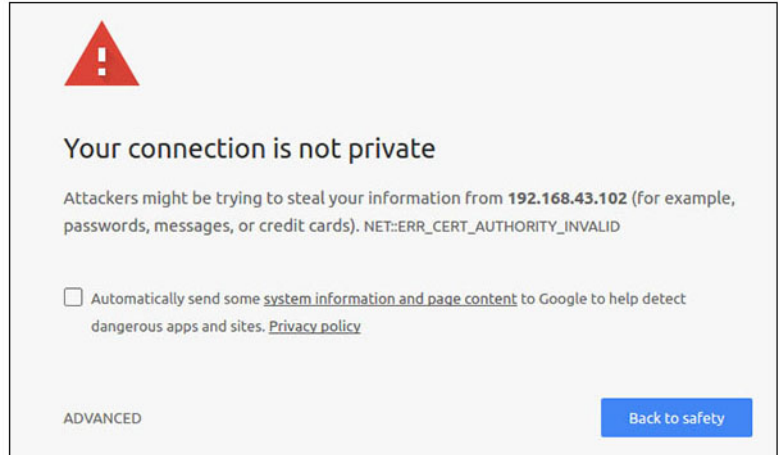 Your connection is not private
Attackers might be trying to steal your information from 192.168.43.102 (for example,
passwords, messages, or credit cards). NET::ERR_CERT_AUTHORITY_INVALID
Automatically send some system information and page content to Google to help detect
dangerous apps and sites. Privacy policy
ADVANCED
Back to safety